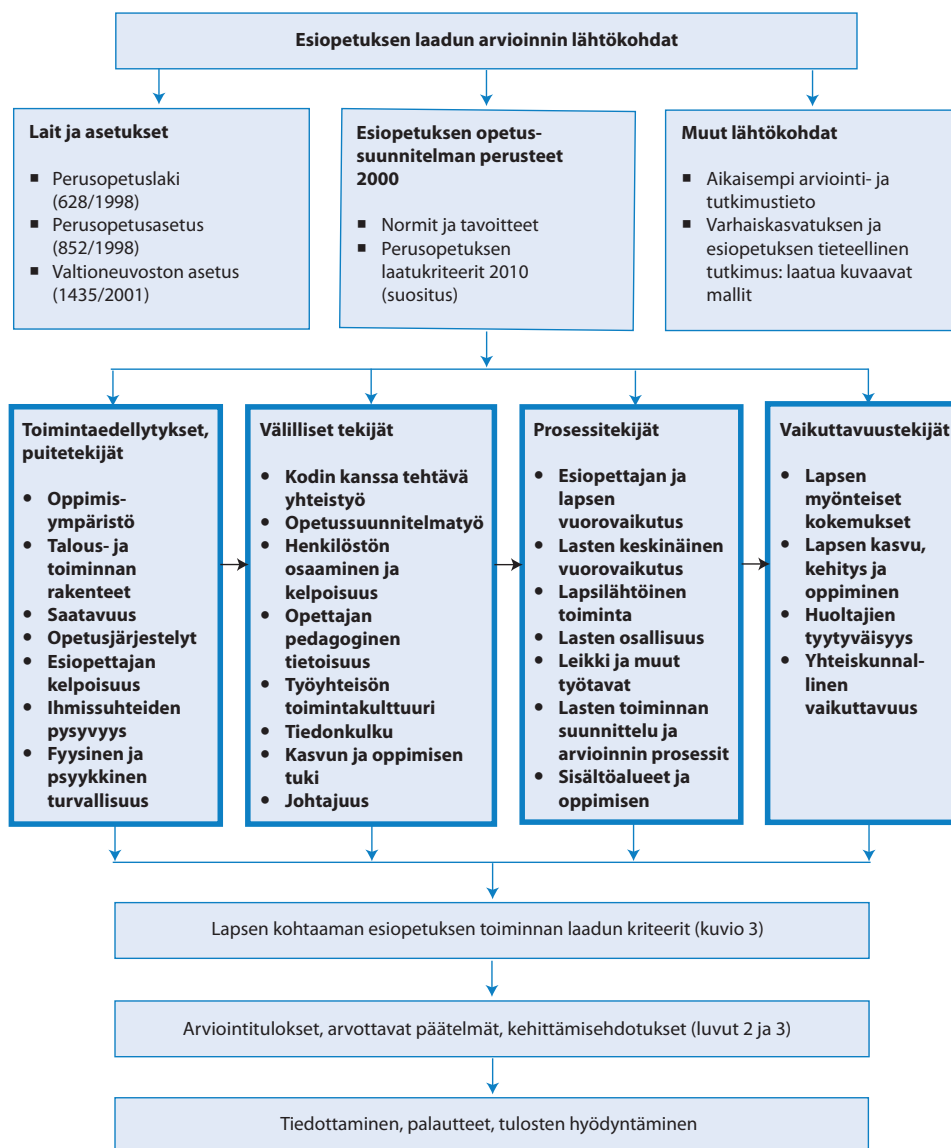 Esiopetuksen laadun arvioinnin lähtökohdat
Lait ja asetukset
▪ Perusopetuslaki
(628/1998)
▪ Perusopetusasetus
(852/1998)
▪ Valtioneuvoston asetus
(1435/2001)
Esiopetuksen opetus-
suunnitelman perusteet
2000
▪ Normit ja tavoitteet
▪ Perusopetuksen
laatukriteerit 2010
(suositus)
Muut lähtökohdat
▪ Aikaisempi arviointi- ja
tutkimustieto
▪ Varhaiskasvatuksen ja
esiopetuksen tieteellinen
tutkimus: laatua kuvaavat
mallit
Toimintaedellytykset,
puitetekijät
• Oppimis-
ympäristö
• Talous- ja
toiminnan
rakenteet
• Saatavuus
• Opetusjärjestelyt
• Esiopettajan
kelpoisuus
• Ihmissuhteiden
pysyvyys
• Fyysinen ja
psyykkinen
turvallisuus
Välilliset tekijät
• Kodin kanssa tehtävä
yhteistyö
• Opetussuunnitelmatyö
• Henkilöstön
osaaminen ja
kelpoisuus
• Opettajan
pedagoginen
tietoisuus
• Työyhteisön
toimintakulttuuri
• Tiedonkulku
• Kasvun ja oppimisen
tuki
• Johtajuus
Prosessitekijät
• Esiopettajan ja
lapsen
vuorovaikutus
• Lasten keskinäinen
vuorovaikutus
• Lapsilähtöinen
toiminta
• Lasten osallisuus
• Leikki ja muut
työtavat
• Lasten toiminnan
suunnittelu ja
arvioinnin prosessit
• Sisältöalueet ja
oppimisen
Vaikuttavuustekijät
• Lapsen
myönteiset
kokemukset
• Lapsen kasvu,
kehitys ja
oppiminen
• Huoltajien
tyytyväisyys
• Yhteiskunnal-
linen
vaikuttavuus
Lapsen kohtaaman esiopetuksen toiminnan laadun kriteerit (kuvio 3)
Arviointitulokset, arvottavat päätelmät, kehittämisehdotukset (luvut 2 ja 3)
Tiedottaminen, palautteet, tulosten hyödyntäminen